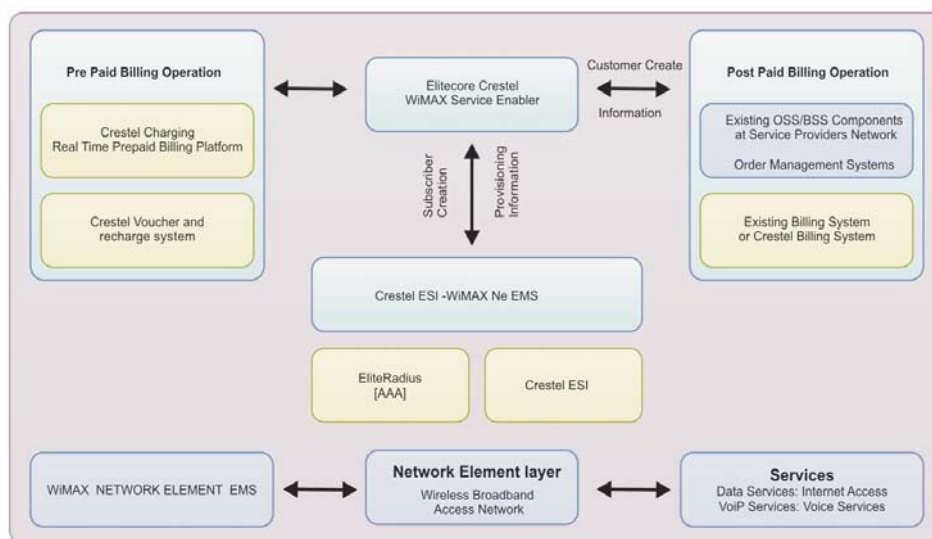 Pre Paid Billing Operation
Crestel Charging
Real Time Prepaid Billing Platform
Crestel Voucher and
recharge system
Elitecore Crestel
WiMAX Service Enabler
Customer Create
Information
Post Paid Billing Operation
Existing OSS/BSS Components
at Service Providers Network
Order Management Systems
Existing Billing System
or Crestel Billing System
Subscriber
Creation
Provisioning
Information
Crestel ESI -WiMAX Ne EMS
EliteRadius
[AAA]
Crestel ESI
WiMAX NETWORK ELEMENT EMS
Network Element layer
Wireless Broadband
Access Network
Services
Data Services: Internet Access
VoiP Services: Voice Services